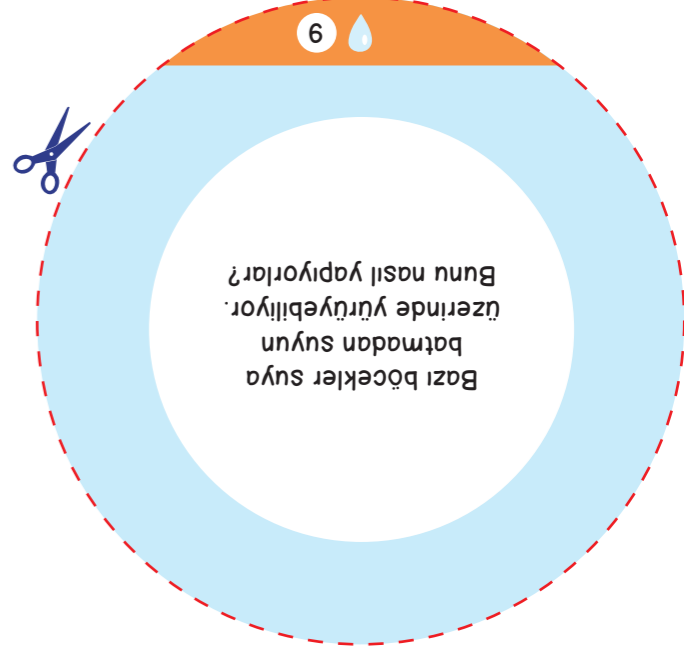 6
Bazı böcekler suya
batmadan suyun
üzerinde yürüyebiliyor.
Bunu nasıl yapıyorlar?